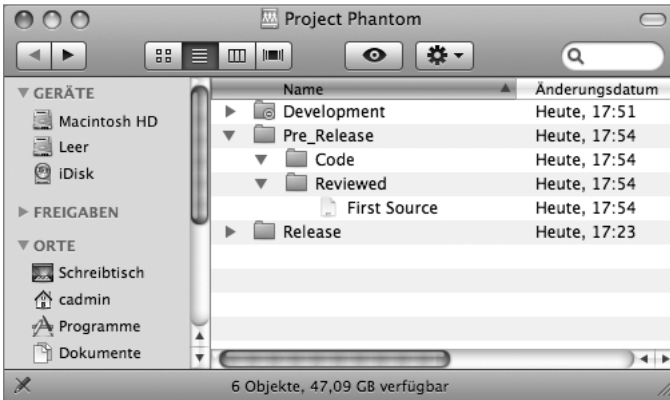 Project Phantom
Name Änderungsdatum
GERÄTE
Macintosh HD
Leer
iDisk
FREIGABEN
ORTE
Schreibtisch
cadmin
Programme
Dokumente
Development Heute, 17:51
Pre_Release Heute, 17:54
Code Heute, 17:54
Reviewed Heute, 17:54
First Source Heute, 17:54
Release Heute, 17:23
6 Objekte, 47,09 GB verfügbar